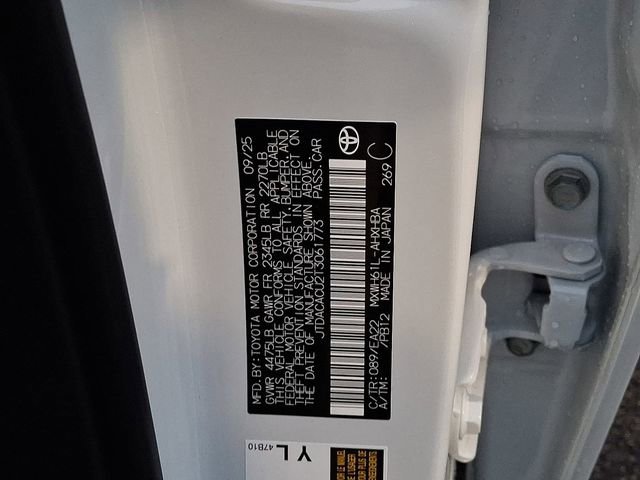 MFD.BY:TOYOTA MOTOR CORPORATION 09/25
GVWR 4475LB GAWR FR 2345LB RR 2270LB
THIS VEHICLE CONFORMS TO ALL APPLICABLE
FEDERAL MOTOR VEHICLE SAFETY,BUMPER,AND
THEFT PREVENTION STANDARDS IN EFFECT ON
THE DATE OF MANUFACTURE SHOWN ABOVE.
JTDACACU2T3061773 PASS.CAR
C/TR:089/EA22 MXWH61L-AHXHBA
A/TM: /PB12 MADE IN JAPAN 269 C
Y L
47B10